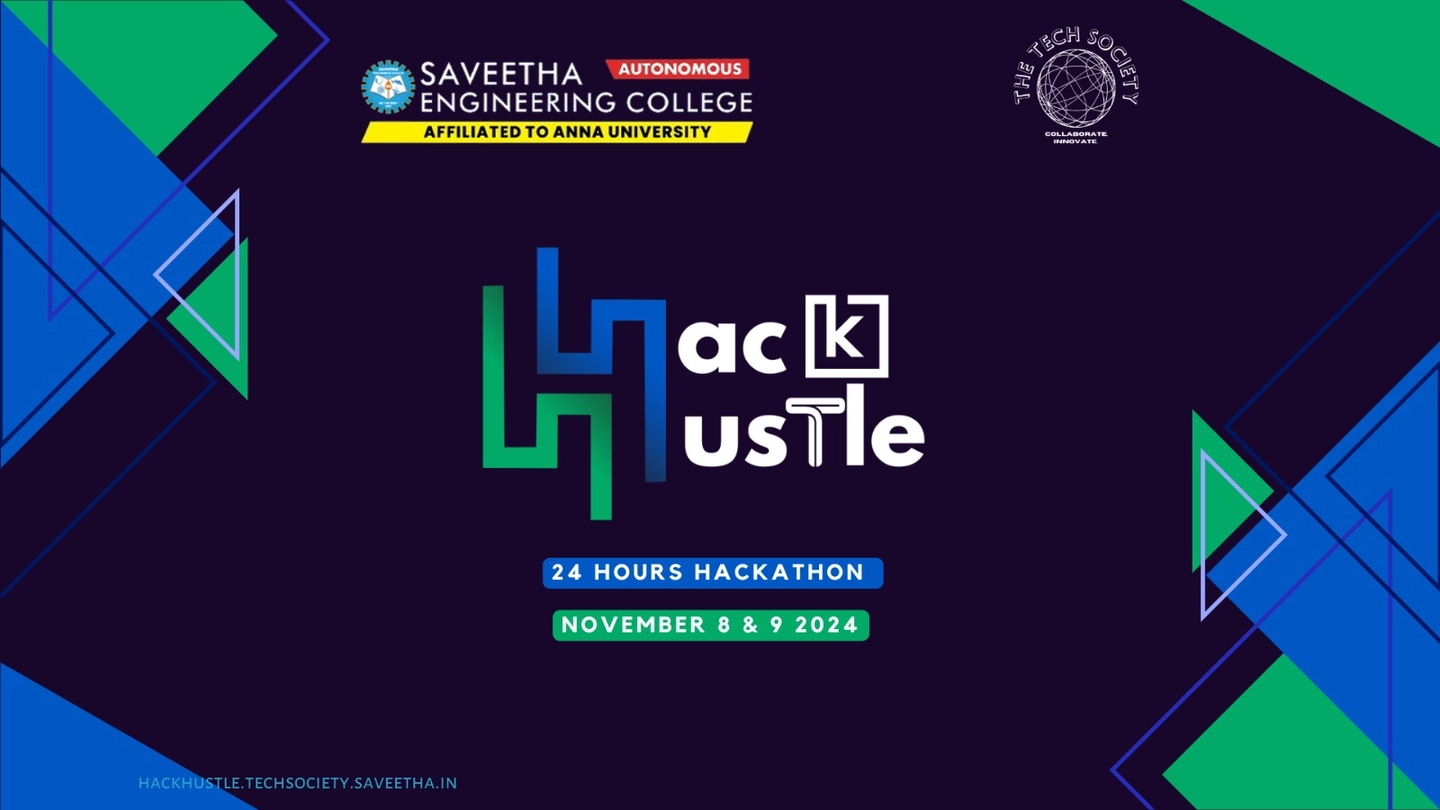 SAVEETHA AUTONOMOUS
ENGINEERING COLLEGE
AFFILIATED TO ANNA UNIVERSITY
THE TECH SOCIETY
COLLABORATE.
INNOVATE.
Hack
HusTle
24 HOURS HACKATHON
NOVEMBER 8 & 9 2024
HACKHUSTLE.TECHSOCIETY.SAVEETHA.IN